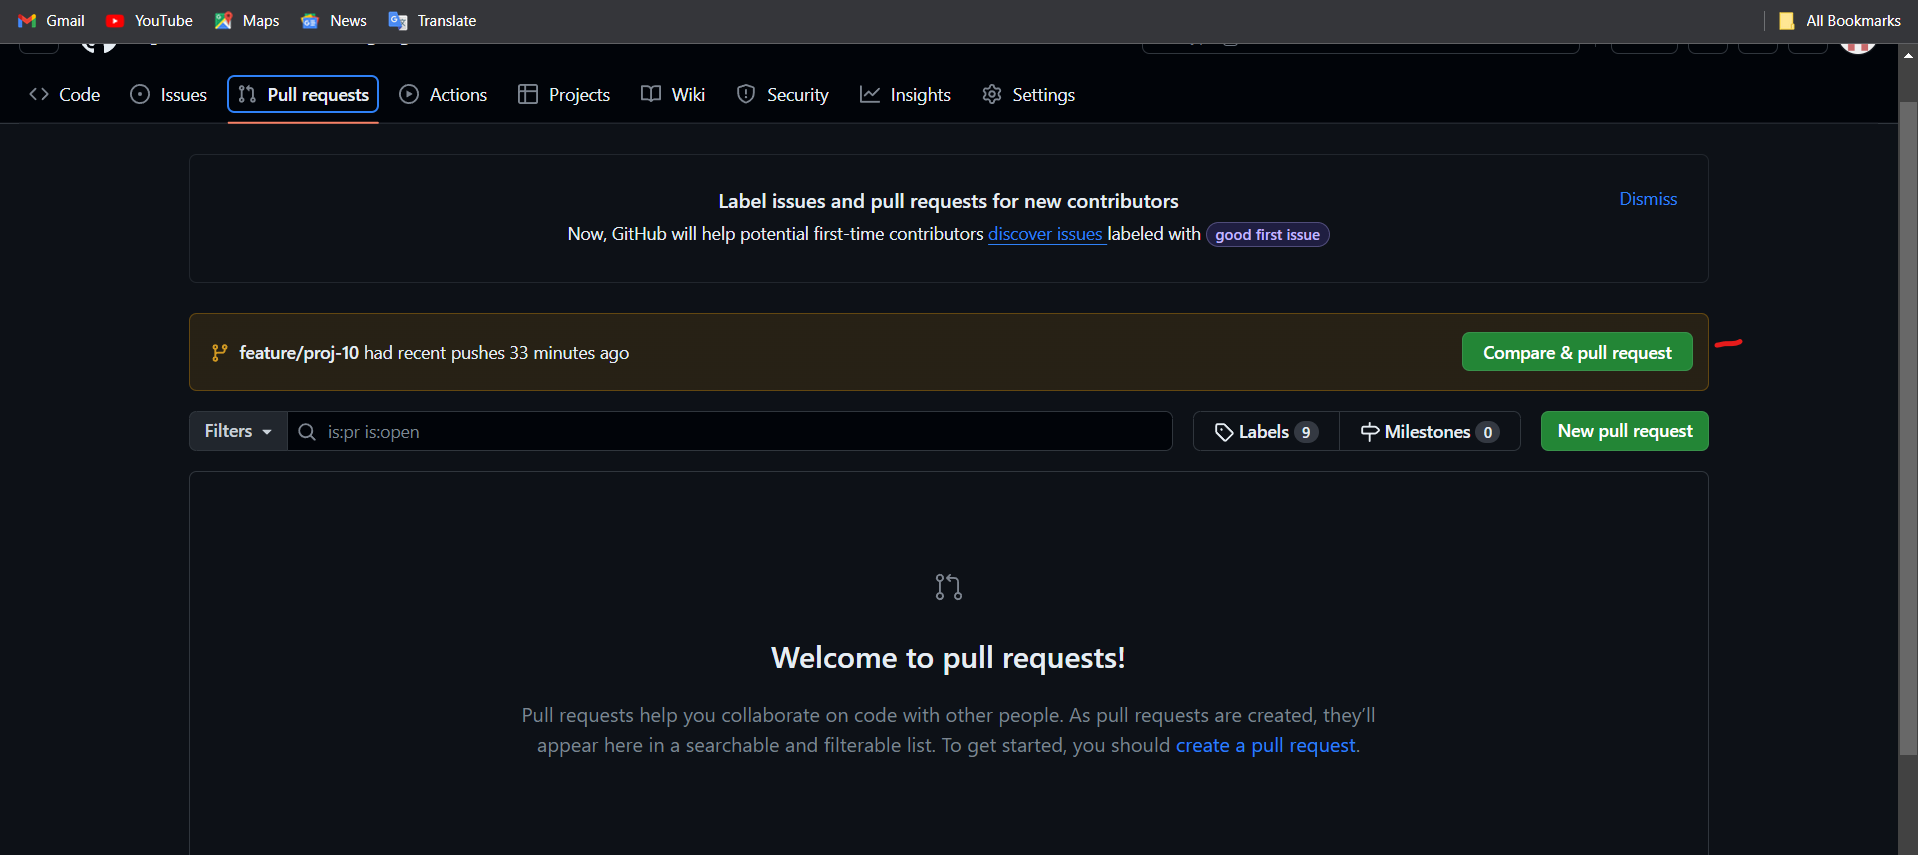 Gmail YouTube Maps News Translate All Bookmarks
Code Issues Pull requests Actions Projects Wiki Security Insights Settings
Label issues and pull requests for new contributors
Dismiss
Now, GitHub will help potential first-time contributors discover issues labeled with good first issue
feature/proj-10 had recent pushes 33 minutes ago Compare & pull request
Filters is:pr is:open Labels 9 Milestones 0 New pull request
Welcome to pull requests!
Pull requests help you collaborate on code with other people. As pull requests are created, they’ll
appear here in a searchable and filterable list. To get started, you should create a pull request.